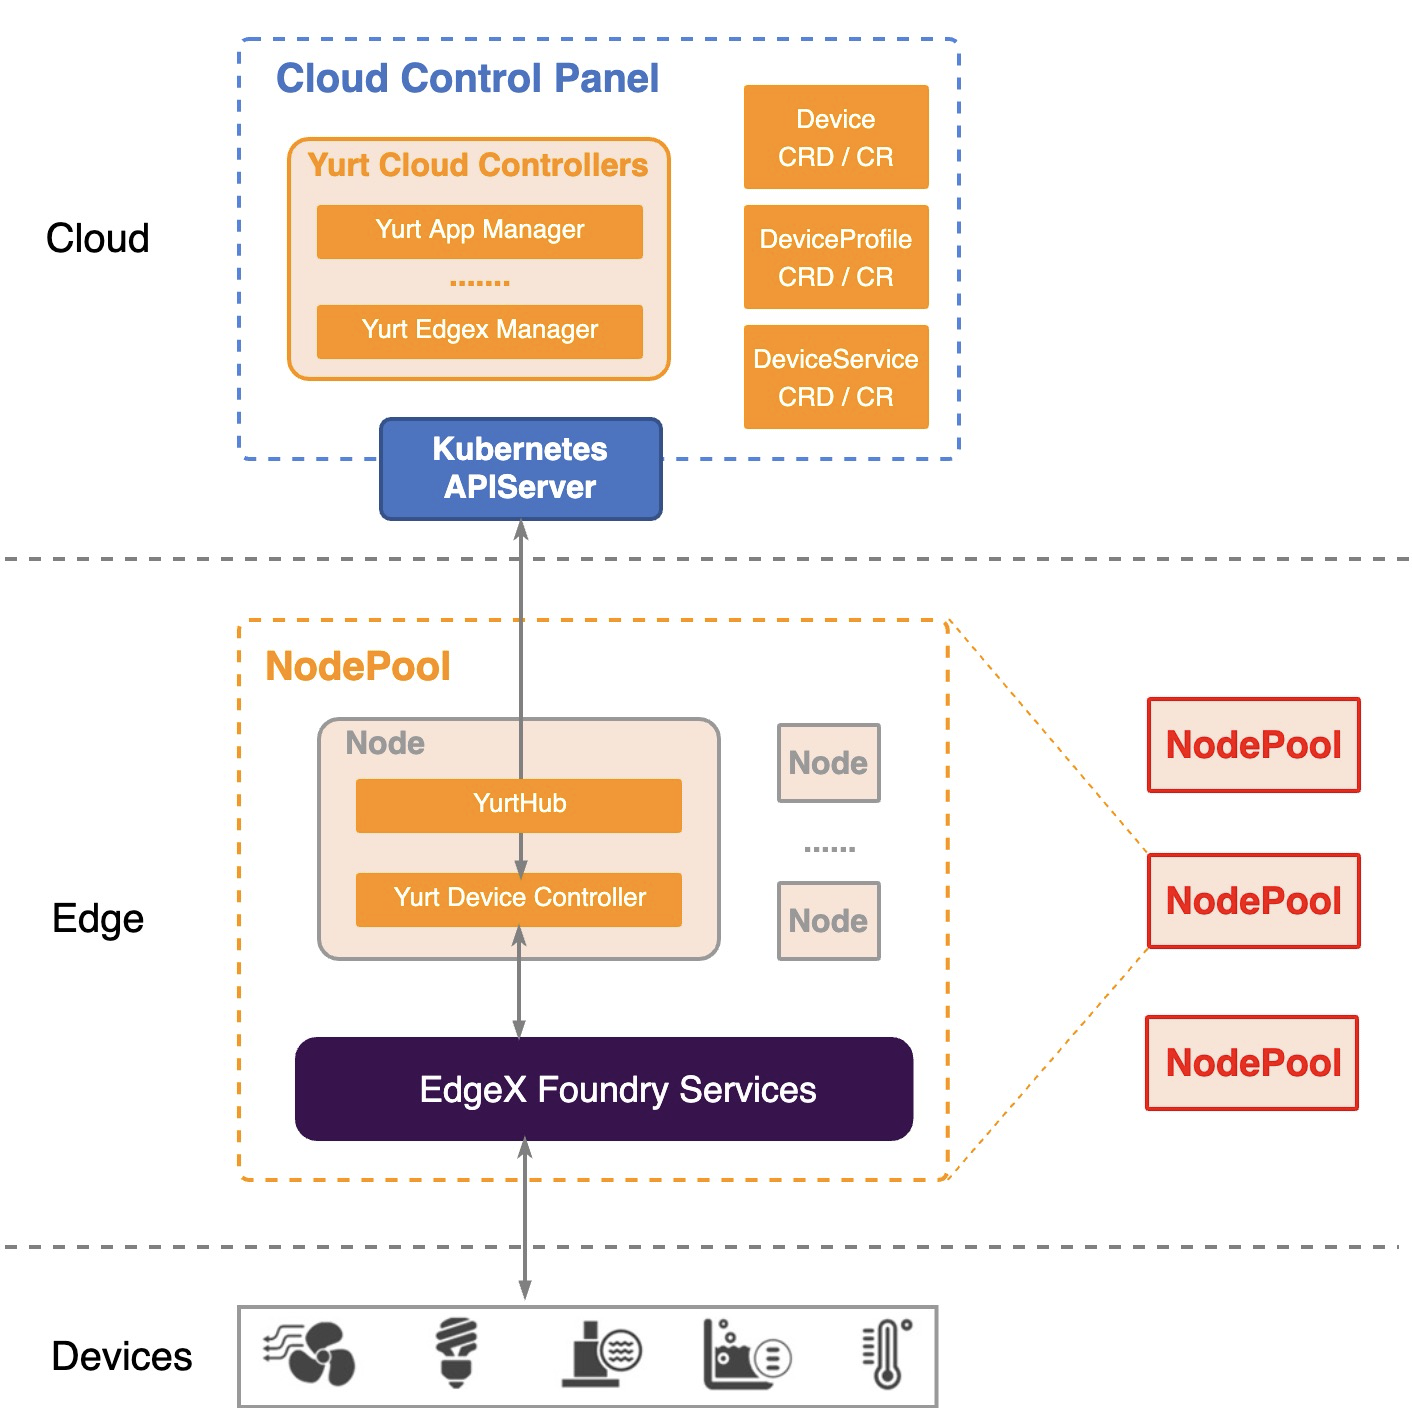 Cloud Control Panel
Yurt Cloud Controllers
Yurt App Manager
.......
Yurt Edgex Manager
Device
CRD / CR
DeviceProfile
CRD / CR
DeviceService
CRD / CR
Cloud
Kubernetes
APIServer
NodePool
Node
YurtHub
Yurt Device Controller
Node
......
Node
EdgeX Foundry Services
Edge
NodePool
NodePool
NodePool
Devices